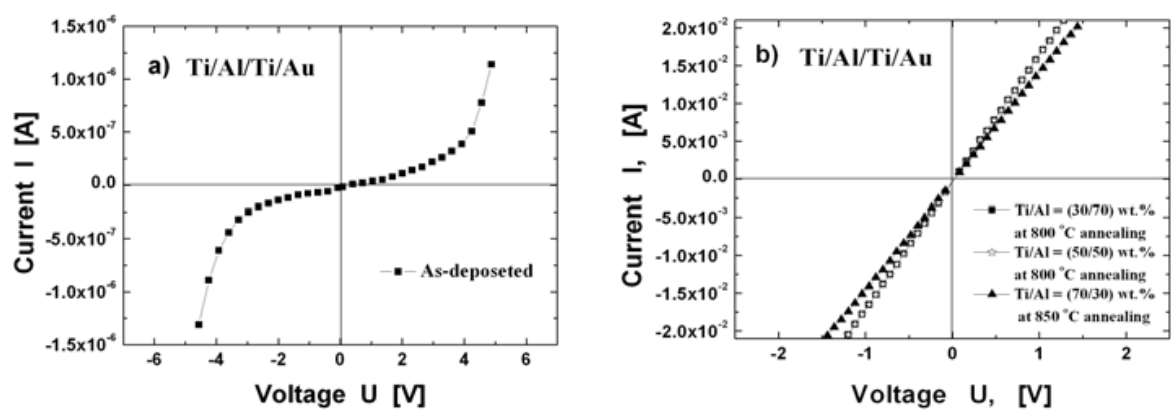 a) Ti/Al/Ti/Au
1.5x10⁻⁶
1.0x10⁻⁶
5.0x10⁻⁷
0.0
-5.0x10⁻⁷
-1.0x10⁻⁶
-1.5x10⁻⁶
Current I [A]
As-deposeted
-6 -4 -2 0 2 4 6
Voltage U [V]
b) Ti/Al/Ti/Au
2.0x10⁻²
1.5x10⁻²
1.0x10⁻²
5.0x10⁻³
0.0
-5.0x10⁻³
-1.0x10⁻²
-1.5x10⁻²
-2.0x10⁻²
Current I, [A]
Ti/Al = (30/70) wt.%
at 800 °C annealing
Ti/Al = (50/50) wt.%
at 800 °C annealing
Ti/Al = (70/30) wt.%
at 850 °C annealing
-2 -1 0 1 2
Voltage U, [V]